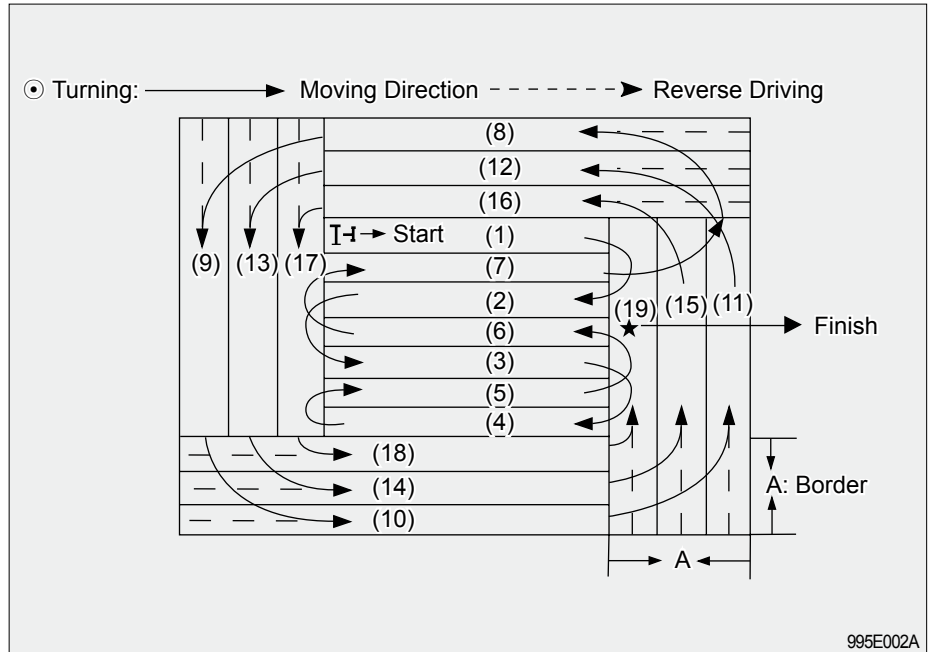 ⊙ Turning: Moving Direction Reverse Driving
(8)
(12)
(16)
Start (1)
(9) (13) (17) (7)
(2)
(19) (15) (11)
(6) Finish
(3)
(5)
(4)
(18)
(14) A: Border
(10)
A
995E002A